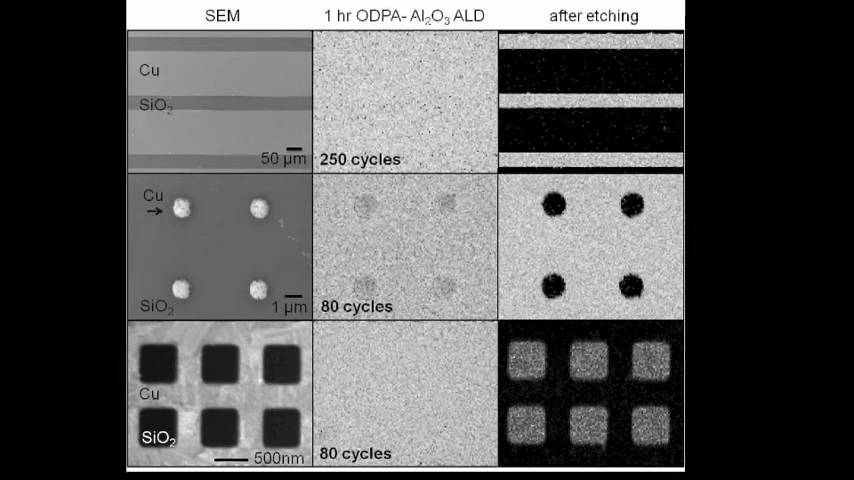 SEM
1 hr ODPA- Al₂O₃ ALD
after etching
Cu
SiO₂
50 µm
250 cycles
Cu
SiO₂
1 µm
80 cycles
Cu
SiO₂
500nm
80 cycles